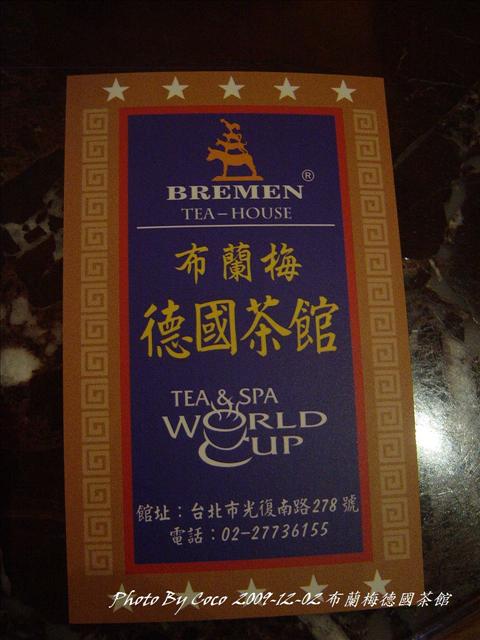 ®
BREMEN
TEA-HOUSE
布蘭梅
德國茶館
TEA & SPA
WORLD
CUP
館址：台北市光復南路278號
電話：02-27736155
Photo By Coco 2009-12-02 布蘭梅德國茶館